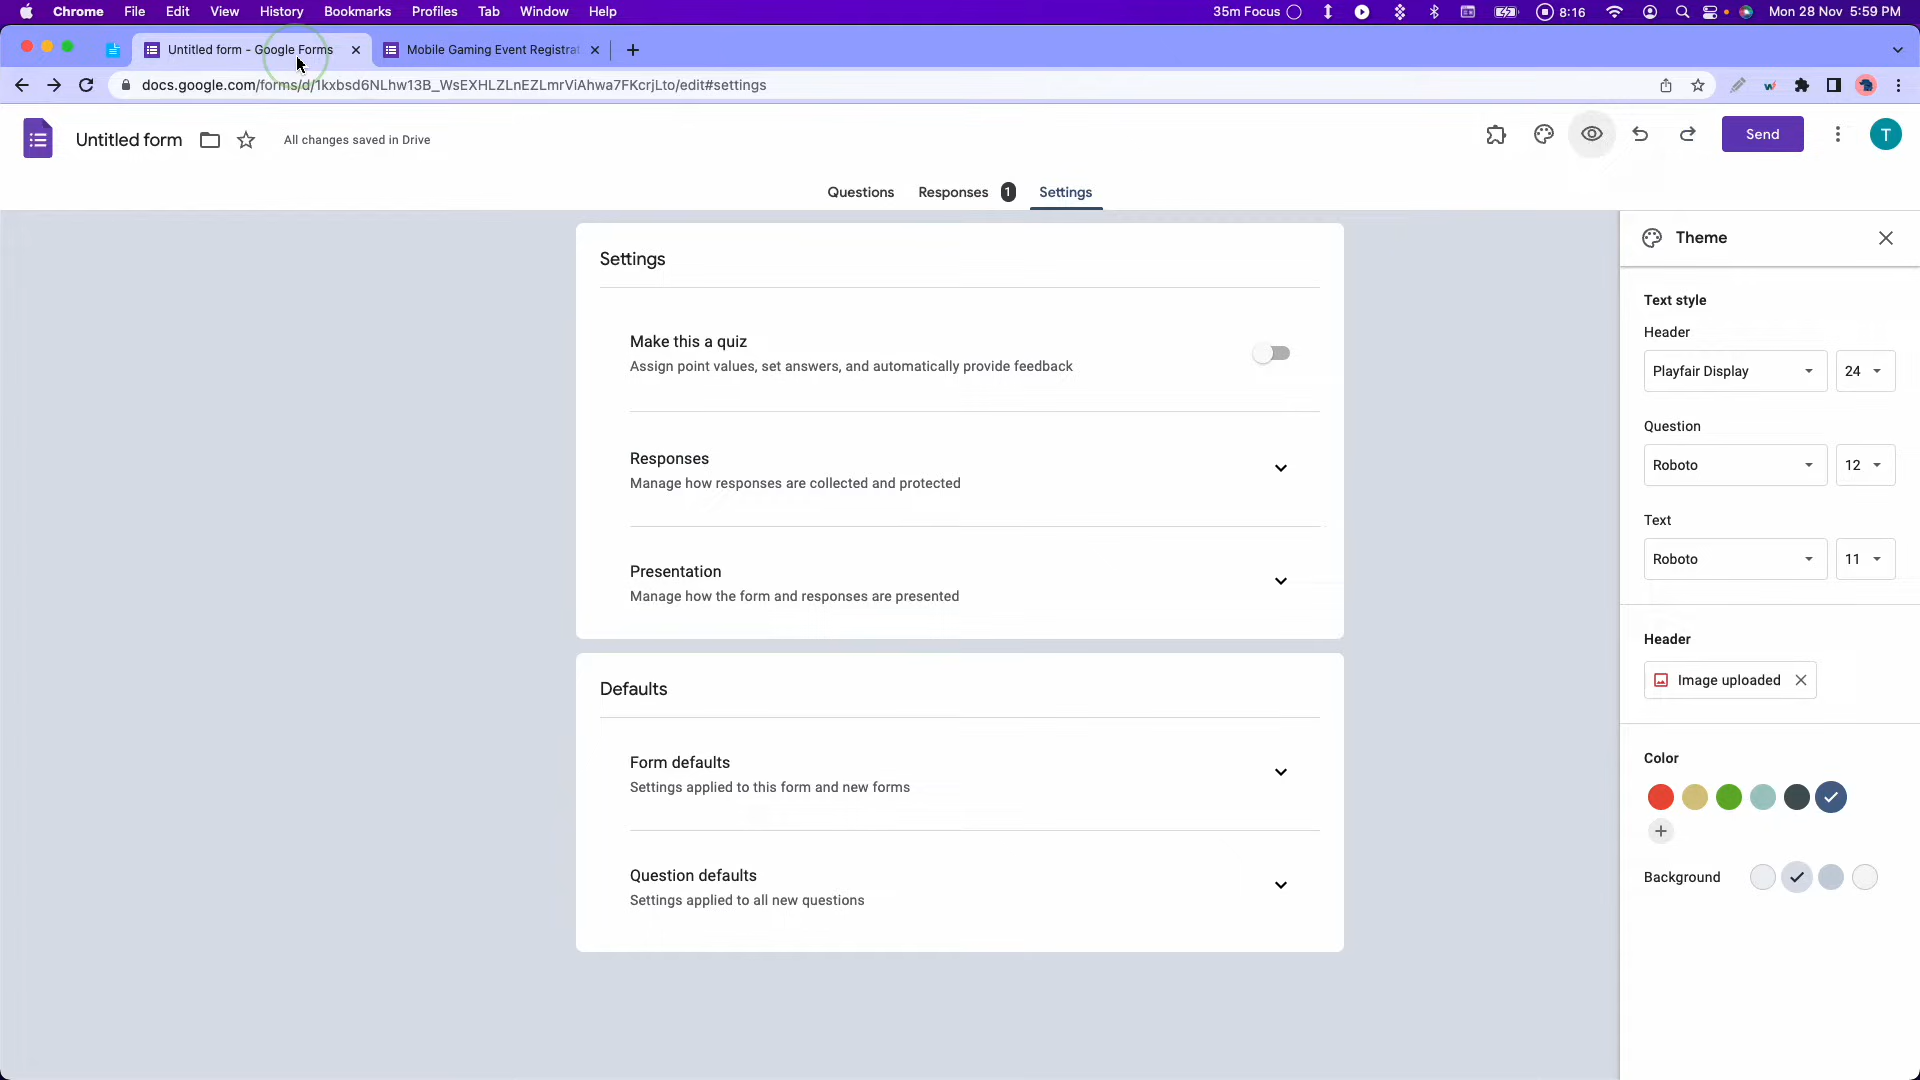 Chrome File Edit View History Bookmarks Profiles Tab Window Help 35m Focus 8:16 Mon 28 Nov 5:59 PM
Untitled form - Google Forms Mobile Gaming Event Registrat
docs.google.com/forms/d/1kxbsd6NLhw13B_WsEXHLZLnEZLmrViAhwa7FKcrjLto/edit#settings
Untitled form All changes saved in Drive Send T
Questions Responses 1 Settings
Settings
Make this a quiz
Assign point values, set answers, and automatically provide feedback
Responses
Manage how responses are collected and protected
Presentation
Manage how the form and responses are presented
Defaults
Form defaults
Settings applied to this form and new forms
Question defaults
Settings applied to all new questions
Theme
Text style
Header
Playfair Display 24
Question
Roboto 12
Text
Roboto 11
Header
Image uploaded
Color
Background